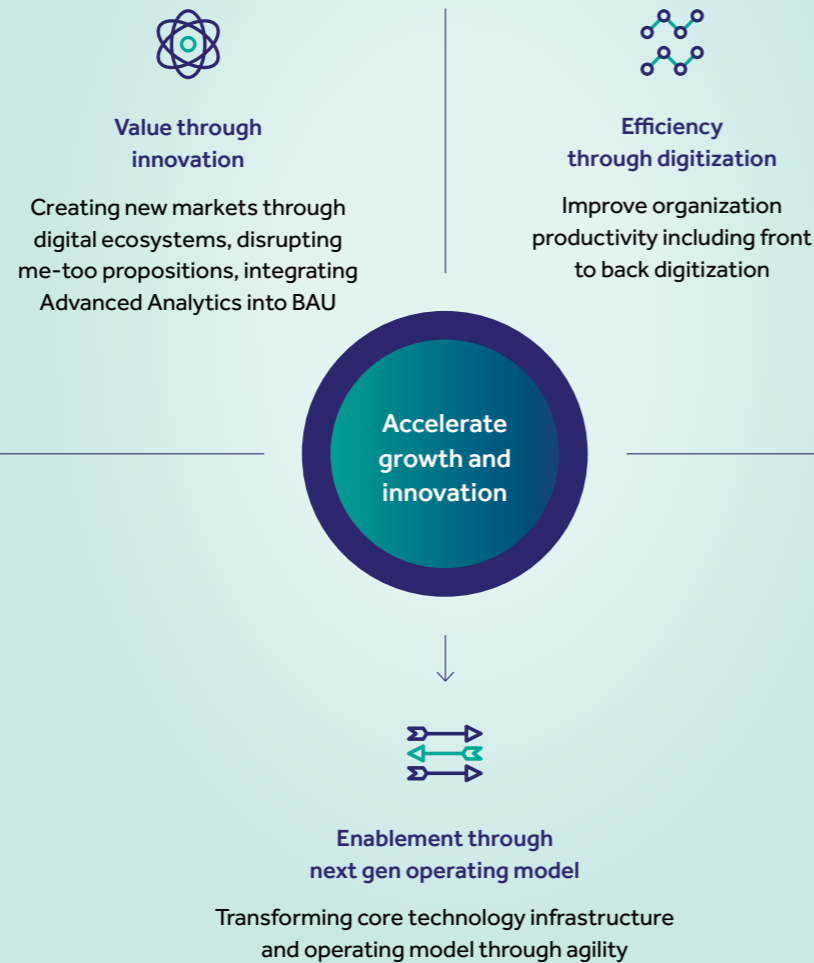 Value through
innovation
Creating new markets through
digital ecosystems, disrupting
me-too propositions, integrating
Advanced Analytics into BAU
Efficiency
through digitization
Improve organization
productivity including front
to back digitization
Accelerate
growth and
innovation
Enablement through
next gen operating model
Transforming core technology infrastructure
and operating model through agility